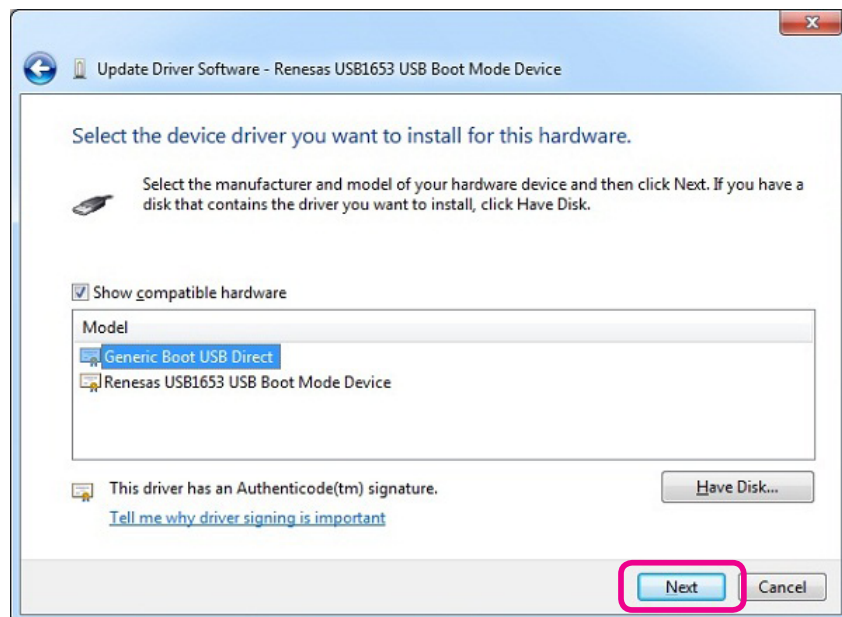 Update Driver Software - Renesas USB1653 USB Boot Mode Device
Select the device driver you want to install for this hardware.
Select the manufacturer and model of your hardware device and then click Next. If you have a
disk that contains the driver you want to install, click Have Disk.
Show compatible hardware
Model
Generic Boot USB Direct
Renesas USB1653 USB Boot Mode Device
This driver has an Authenticode(tm) signature.
Have Disk...
Tell me why driver signing is important
Next
Cancel